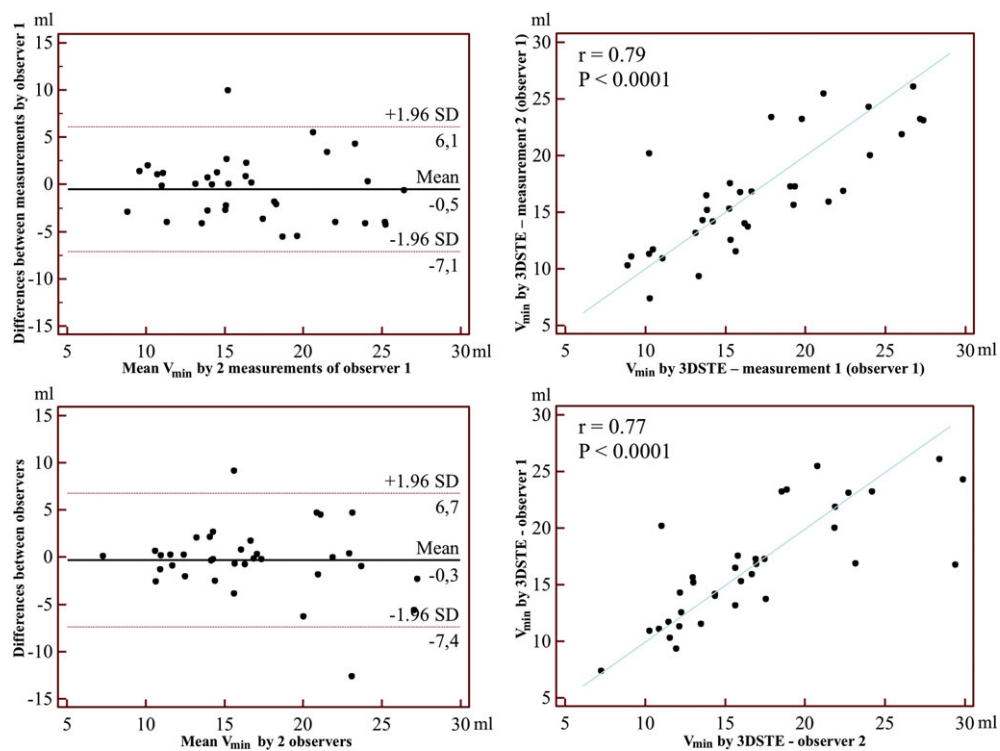 ml
Differences between measurements by observer 1
15
10
5
0
-5
-10
-15
+1.96 SD
6,1
Mean
-0,5
-1.96 SD
-7,1
5 10 15 20 25 30 ml
Mean Vmin by 2 measurements of observer 1
ml
Vmin by 3DSTE – measurement 2 (observer 1)
30
25
20
15
10
5
r = 0.79
P < 0.0001
5 10 15 20 25 30 ml
Vmin by 3DSTE – measurement 1 (observer 1)
ml
Differences between observers
15
10
5
0
-5
-10
-15
+1.96 SD
6,7
Mean
-0,3
-1.96 SD
-7,4
5 10 15 20 25 30 ml
Mean Vmin by 2 observers
ml
Vmin by 3DSTE - observer 1
30
25
20
15
10
5
r = 0.77
P < 0.0001
5 10 15 20 25 30 ml
Vmin by 3DSTE - observer 2